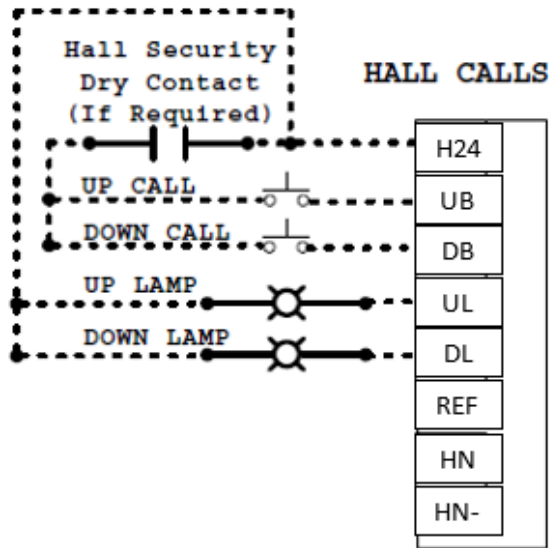 Hall Security
Dry Contact
(If Required)
HALL CALLS
H24
UP CALL
UB
DOWN CALL
DB
UP LAMP
UL
DOWN LAMP
DL
REF
HN
HN-